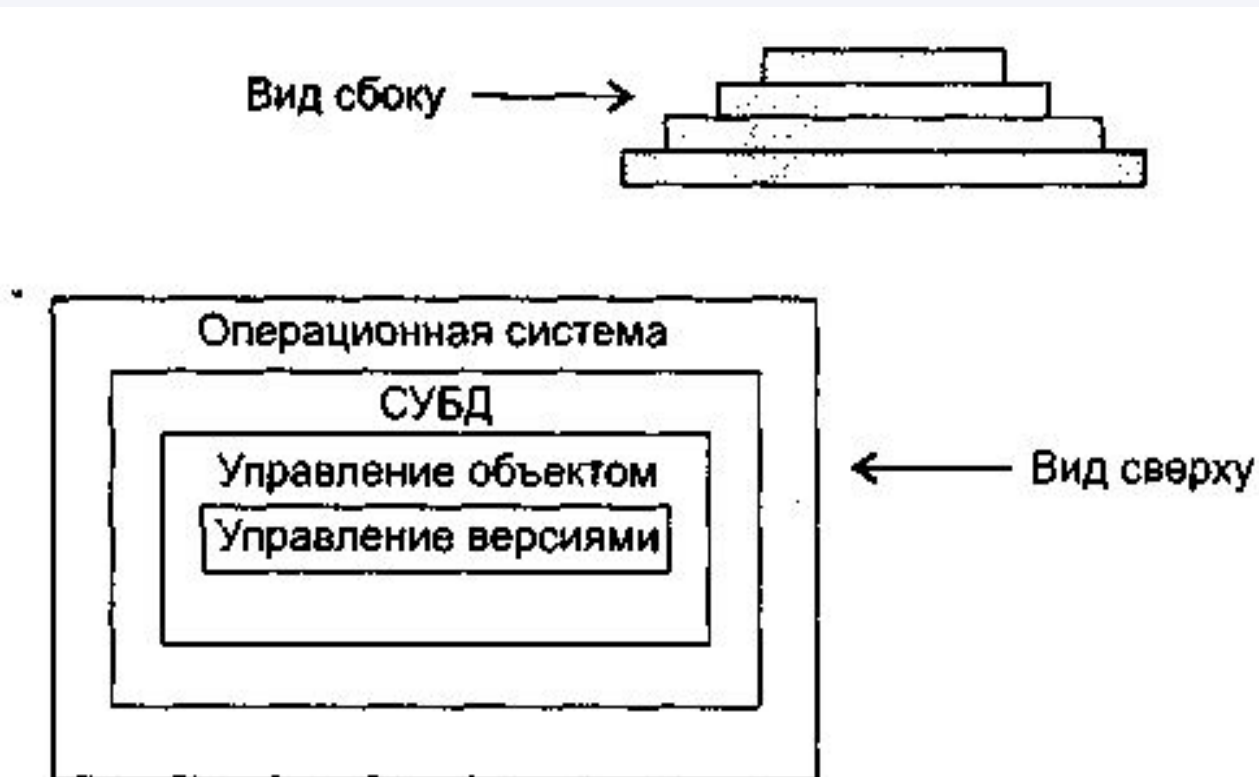 Вид сбоку
Операционная система
СУБД
Управление объектом
Управление версиями
Вид сверху